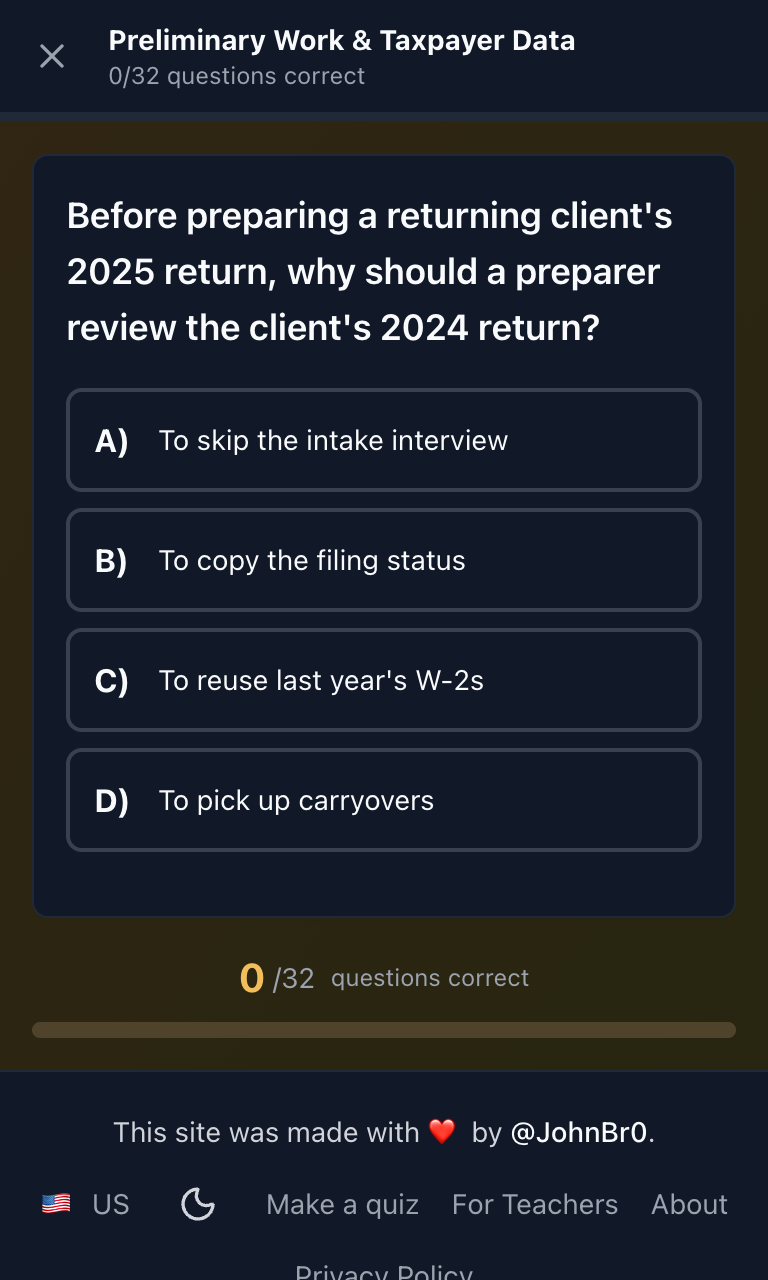 Preliminary Work & Taxpayer Data
0/32 questions correct
Before preparing a returning client's
2025 return, why should a preparer
review the client's 2024 return?
A) To skip the intake interview
B) To copy the filing status
C) To reuse last year's W-2s
D) To pick up carryovers
0/32 questions correct
This site was made with ❤️ by @JohnBr0.
🇺🇸 US Make a quiz For Teachers About
Privacy Policy